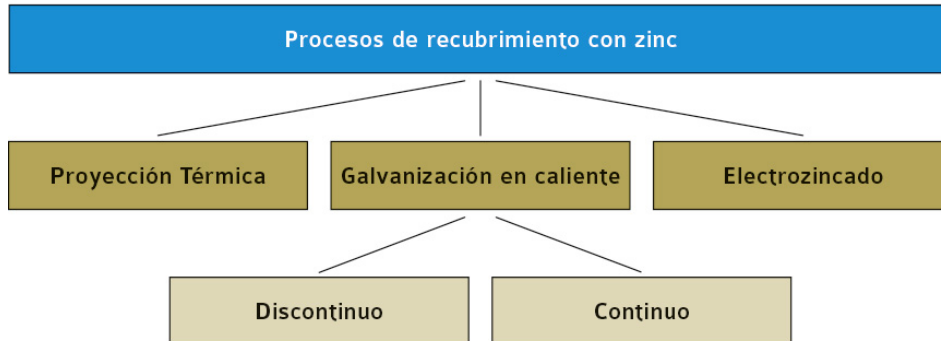 Procesos de recubrimiento con zinc
Proyección Térmica
Galvanización en caliente
Electrozincado
Discontinuo
Continuo